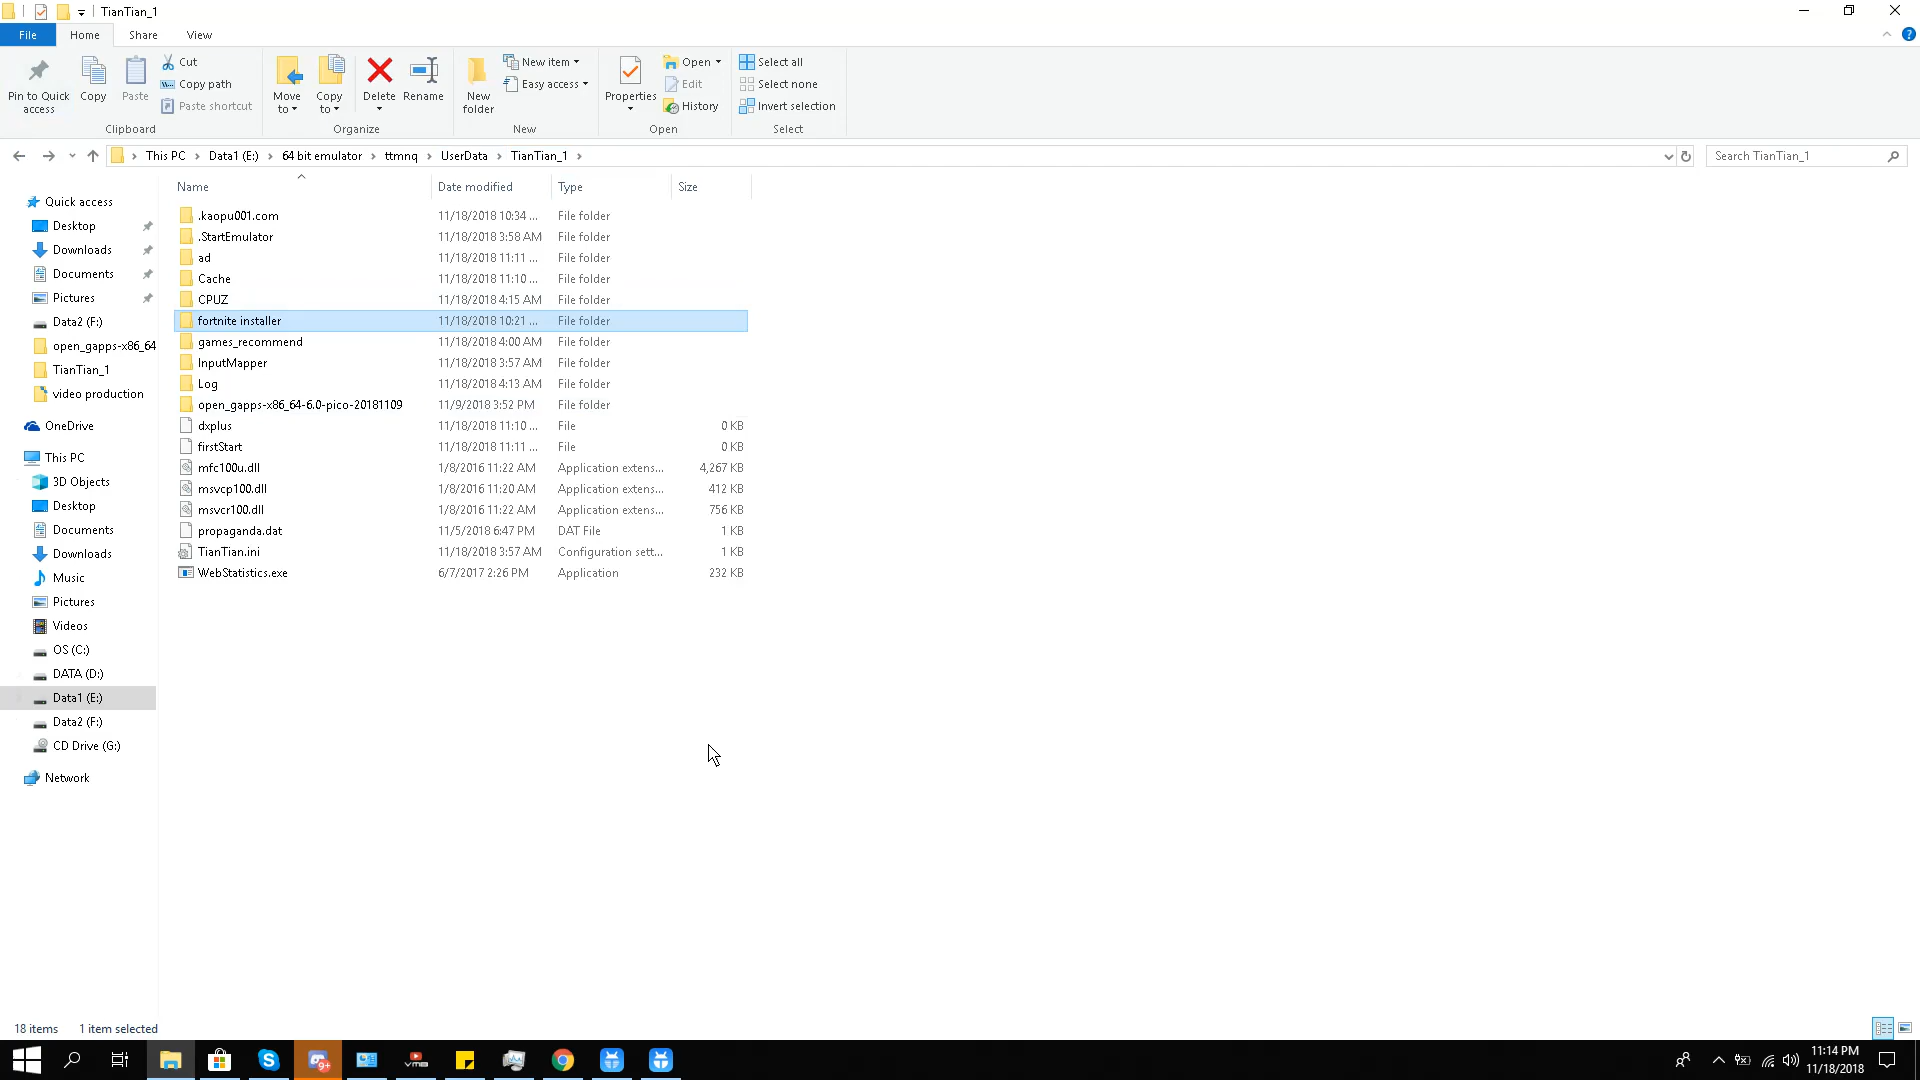 TianTian_1
File Home Share View
Pin to Quick access
Copy
Paste
Cut
Copy path
Paste shortcut
Clipboard
Move to
Copy to
Delete
Rename
Organize
New folder
New item
Easy access
New
Properties
Open
Edit
History
Open
Select all
Select none
Invert selection
Select
This PC > Data1 (E:) > 64 bit emulator > ttmnq > UserData > TianTian_1 >
Search TianTian_1
Quick access
Desktop
Downloads
Documents
Pictures
Data2 (F:)
open_gapps-x86_64
TianTian_1
video production
OneDrive
This PC
3D Objects
Desktop
Documents
Downloads
Music
Pictures
Videos
OS (C:)
DATA (D:)
Data1 (E:)
Data2 (F:)
CD Drive (G:)
Network
Name Date modified Type Size
.kaopu001.com 11/18/2018 10:34 ... File folder
.StartEmulator 11/18/2018 3:58 AM File folder
ad 11/18/2018 11:11 ... File folder
Cache 11/18/2018 11:10 ... File folder
CPUZ 11/18/2018 4:15 AM File folder
fortnite installer 11/18/2018 10:21 ... File folder
games_recommend 11/18/2018 4:00 AM File folder
InputMapper 11/18/2018 3:57 AM File folder
Log 11/18/2018 4:13 AM File folder
open_gapps-x86_64-6.0-pico-20181109 11/9/2018 3:52 PM File folder
dxplus 11/18/2018 11:10 ... File 0 KB
firstStart 11/18/2018 11:11 ... File 0 KB
mfc100u.dll 1/8/2016 11:22 AM Application extens... 4,267 KB
msvcp100.dll 1/8/2016 11:20 AM Application extens... 412 KB
msvcr100.dll 1/8/2016 11:22 AM Application extens... 756 KB
propaganda.dat 11/5/2018 6:47 PM DAT File 1 KB
TianTian.ini 11/18/2018 3:57 AM Configuration sett... 1 KB
WebStatistics.exe 6/7/2017 2:26 PM Application 232 KB
18 items 1 item selected
9+
11:14 PM
11/18/2018